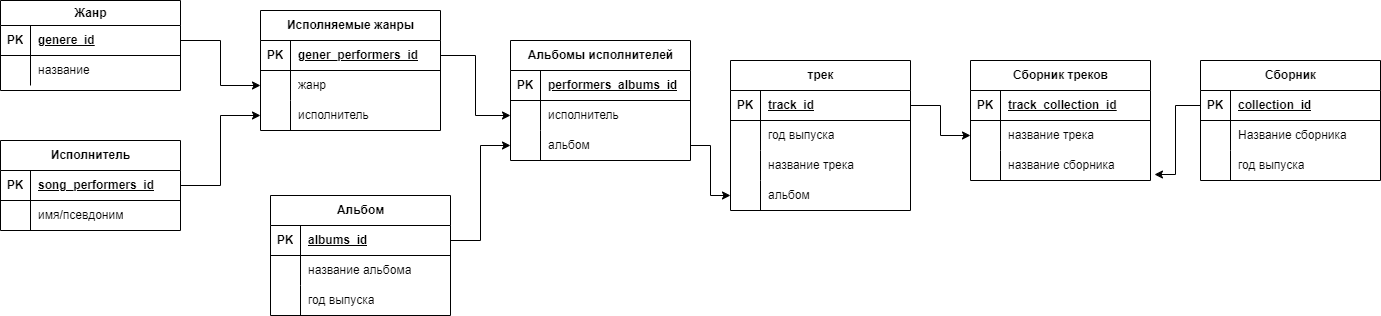 Жанр
PK genere_id
название
Исполнитель
PK song_performers_id
имя/псевдоним
Исполняемые жанры
PK gener_performers_id
жанр
исполнитель
Альбом
PK albums_id
название альбома
год выпуска
Альбомы исполнителей
PK performers_albums_id
исполнитель
альбом
трек
PK track_id
год выпуска
название трека
альбом
Сборник треков
PK track_collection_id
название трека
название сборника
Сборник
PK collection_id
Название сборника
год выпуска